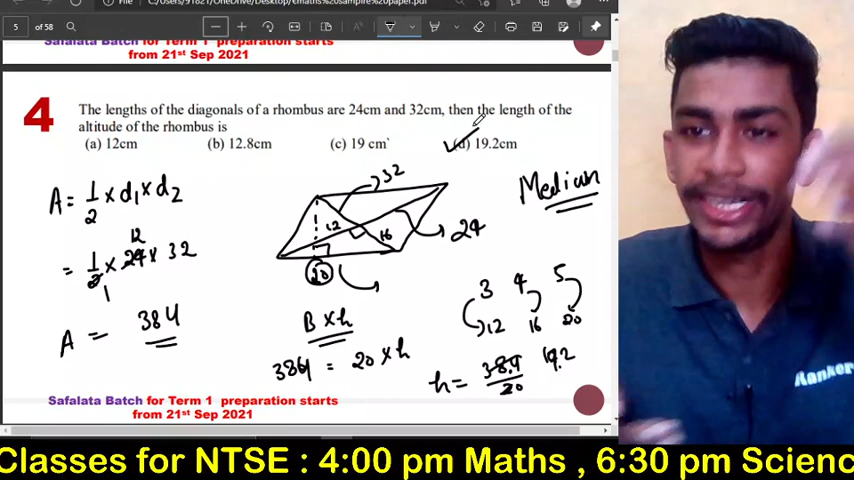 5 of 58
Safalata Batch for Term 1 preparation starts
from 21st Sep 2021
4
The lengths of the diagonals of a rhombus are 24cm and 32cm, then the length of the
altitude of the rhombus is
(a) 12cm (b) 12.8cm (c) 19 cm` (d) 19.2cm
Median
A = 1/2 × d1 × d2
12
= 1/2 × 24 × 32
1
A = 384
32
12
16
24
20
B × h
384 = 20 × h
3 4 5
12 16 20
h = 38.4/20 19.2
Safalata Batch for Term 1 preparation starts
from 21st Sep 2021
Classes for NTSE : 4:00 pm Maths , 6:30 pm Scienc